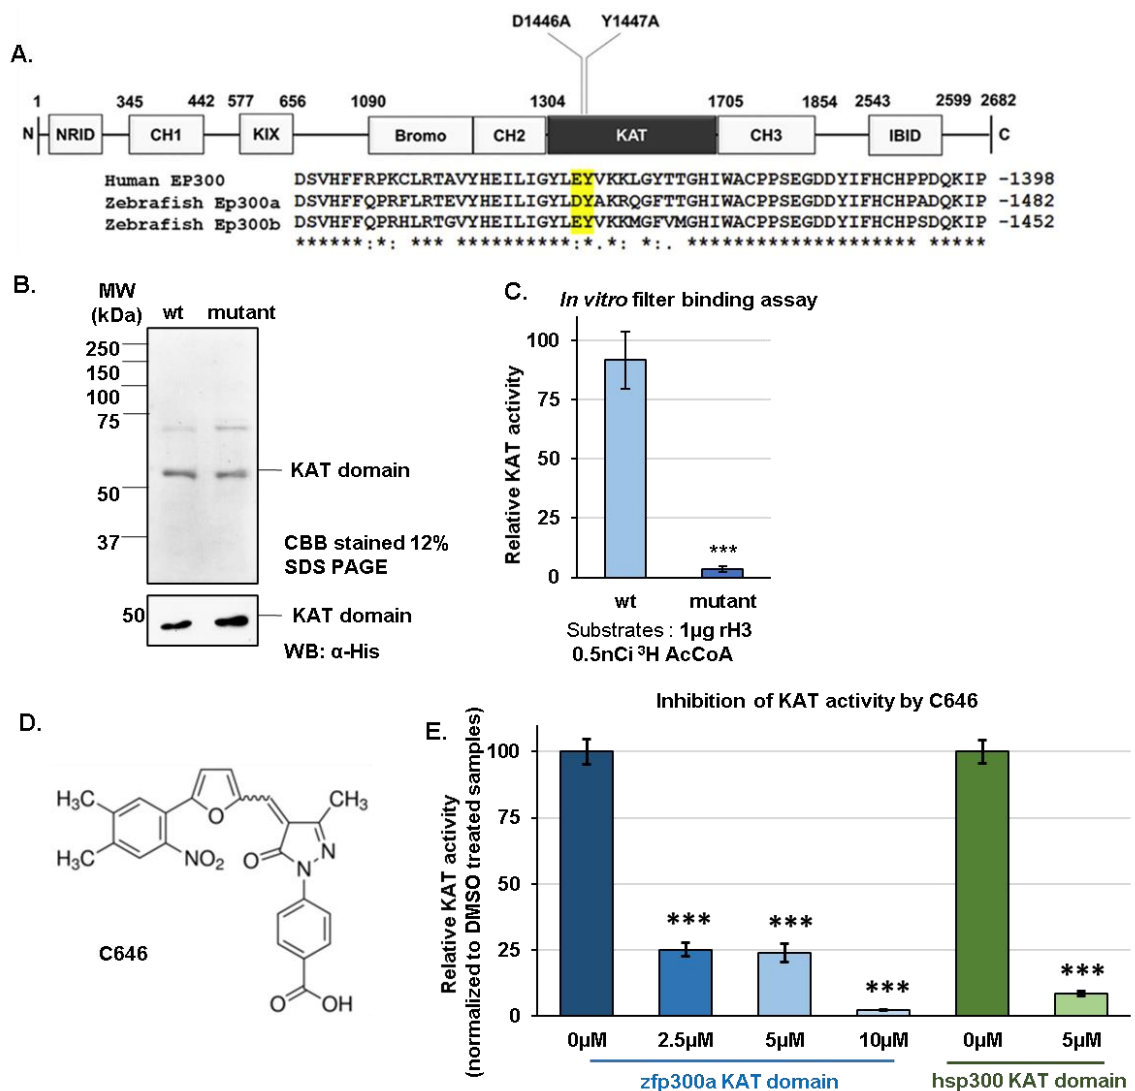 D1446A Y1447A
A.
1 345 442 577 656 1090 1304 1705 1854 2543 2599 2682
N NRID CH1 KIX Bromo CH2 KAT CH3 IBID C
Human EP300 DSVHFFRPKCLRTAVYHEILIGYLEYVKKLGYTTGHIWACPPSEGDDYIFHCHPPDQKIP -1398
Zebrafish Ep300a DSVHFFQPRFLRTEVYHEILIGYLDYAKRQGFTTGHIWACPPSEGDDYIFHCHPADQKIP -1482
Zebrafish Ep300b DSVHFFQPRHLRTGVYHEILIGYLEYVKKMGFVMGHIWACPPSEGDDYIFHCHPPDQKIP -1452
******:*: *** **********:*.*: *:. ******************** *****
B.
MW
(kDa)
wt mutant
250
150
100
75
KAT domain
50
37
CBB stained 12%
SDS PAGE
50 KAT domain
WB: α-His
C.
In vitro filter binding assay
Relative KAT activity
100
75
50
25
0
***
wt mutant
Substrates : 1µg rH3
0.5nCi ³H AcCoA
D.
H₃C
H₃C
O
NO₂
CH₃
O
N
N
O
OH
C646
E.
Inhibition of KAT activity by C646
Relative KAT activity
(normalized to DMSO treated samples)
100
75
50
25
0
*** *** *** ***
0µM 2.5µM 5µM 10µM 0µM 5µM
zfp300a KAT domain hsp300 KAT domain